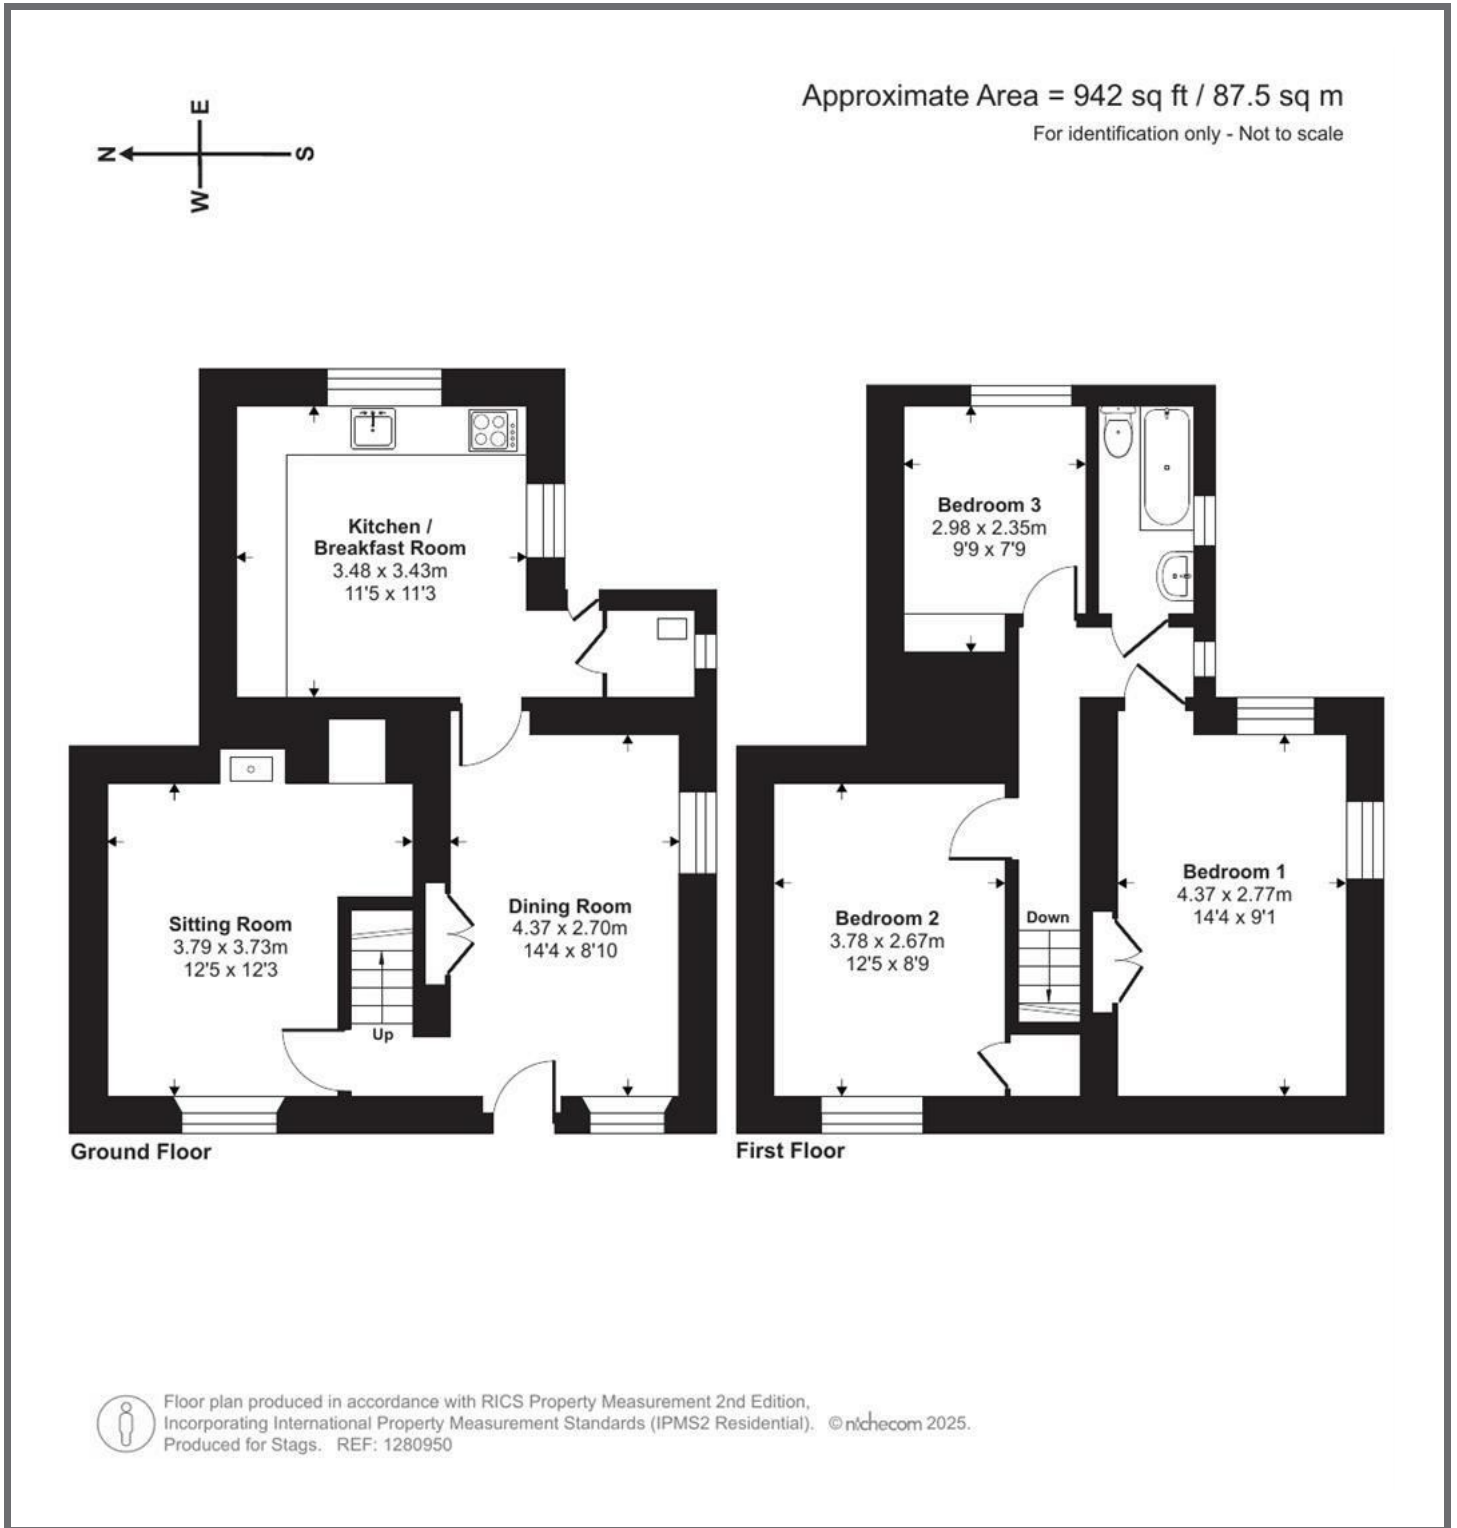 Approximate Area = 942 sq ft / 87.5 sq m
For identification only - Not to scale
E
N
S
W
Kitchen /
Breakfast Room
3.48 x 3.43m
11'5 x 11'3
Sitting Room
3.79 x 3.73m
12'5 x 12'3
Dining Room
4.37 x 2.70m
14'4 x 8'10
Up
Ground Floor
Bedroom 3
2.98 x 2.35m
9'9 x 7'9
Bedroom 1
4.37 x 2.77m
14'4 x 9'1
Bedroom 2
3.78 x 2.67m
12'5 x 8'9
Down
First Floor
Floor plan produced in accordance with RICS Property Measurement 2nd Edition,
Incorporating International Property Measurement Standards (IPMS2 Residential). © nichecom 2025.
Produced for Stags. REF: 1280950